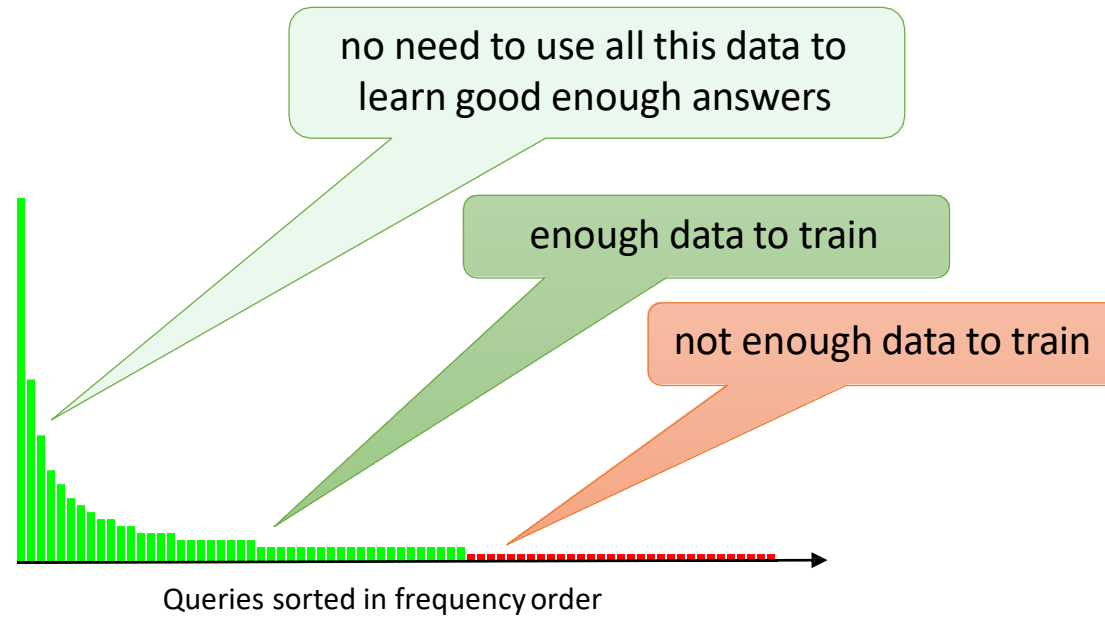 no need to use all this data to
learn good enough answers
enough data to train
not enough data to train
Queries sorted in frequency order